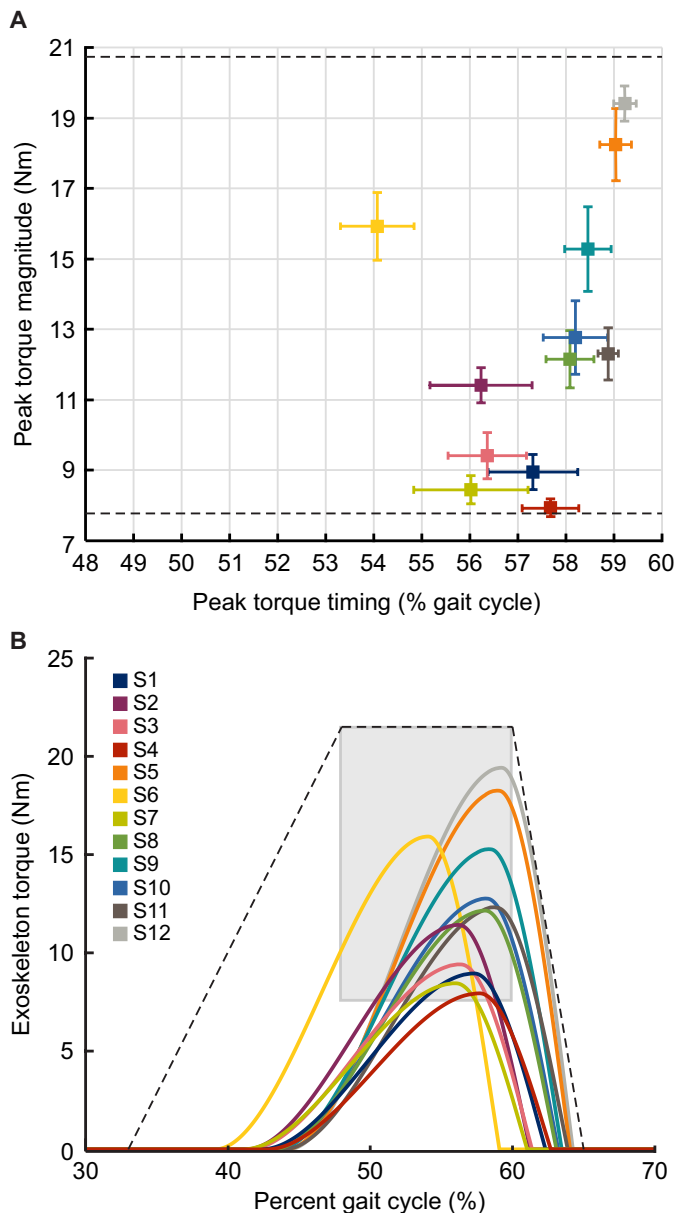 A
21
19
17
15
13
11
9
7
Peak torque magnitude (Nm)
48 49 50 51 52 53 54 55 56 57 58 59 60
Peak torque timing (% gait cycle)
B
25
20
15
10
5
0
Exoskeleton torque (Nm)
S1
S2
S3
S4
S5
S6
S7
S8
S9
S10
S11
S12
30 40 50 60 70
Percent gait cycle (%)